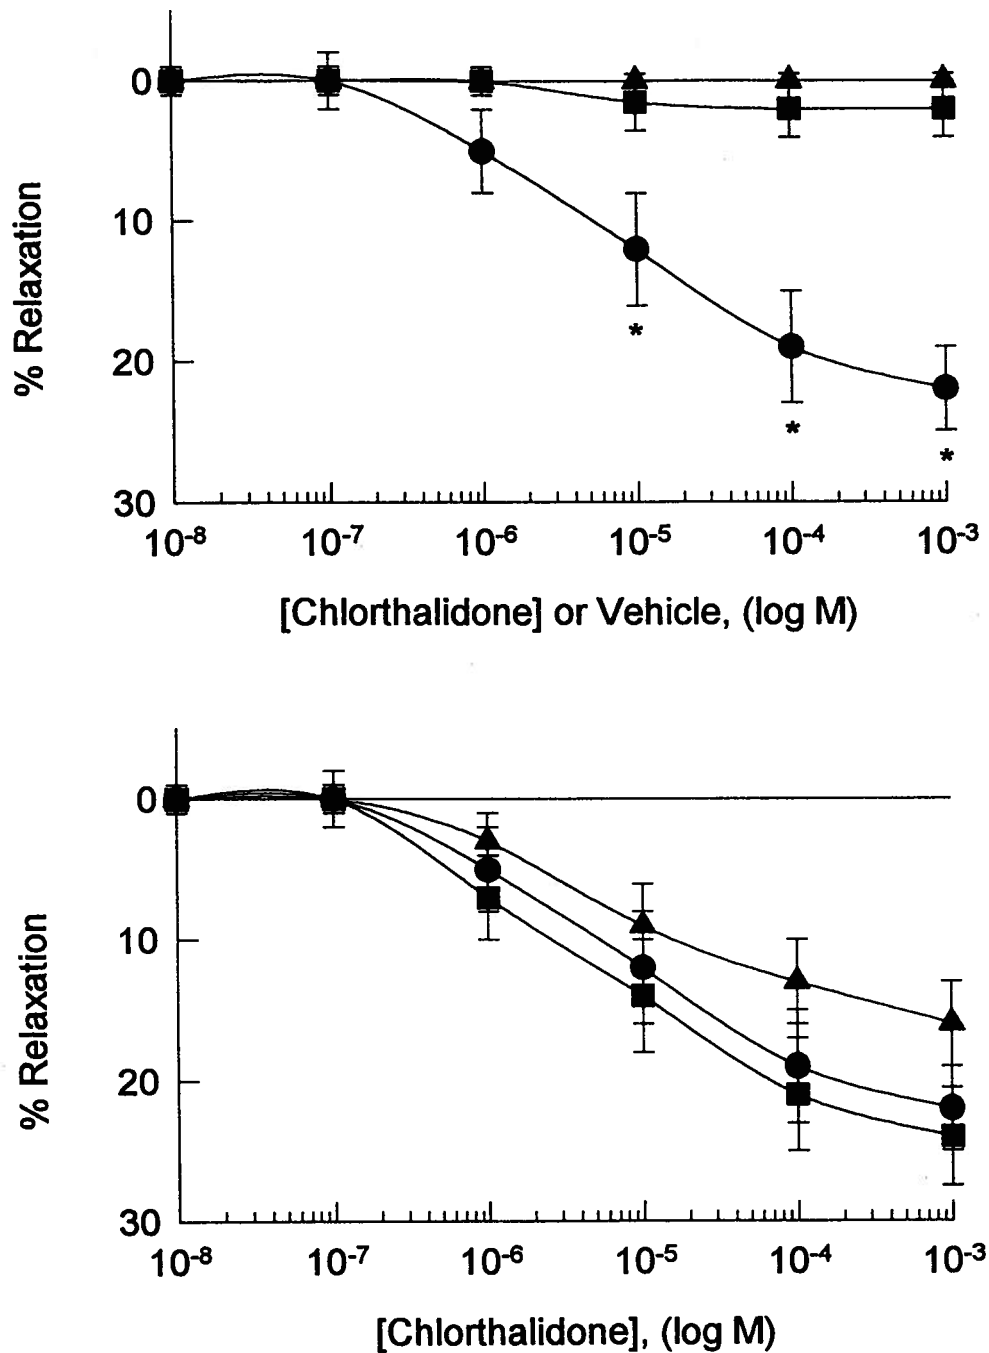 % Relaxation
0
10
20
30
*
*
*
10⁻⁸ 10⁻⁷ 10⁻⁶ 10⁻⁵ 10⁻⁴ 10⁻³
[Chlorthalidone] or Vehicle, (log M)
% Relaxation
0
10
20
30
10⁻⁸ 10⁻⁷ 10⁻⁶ 10⁻⁵ 10⁻⁴ 10⁻³
[Chlorthalidone], (log M)